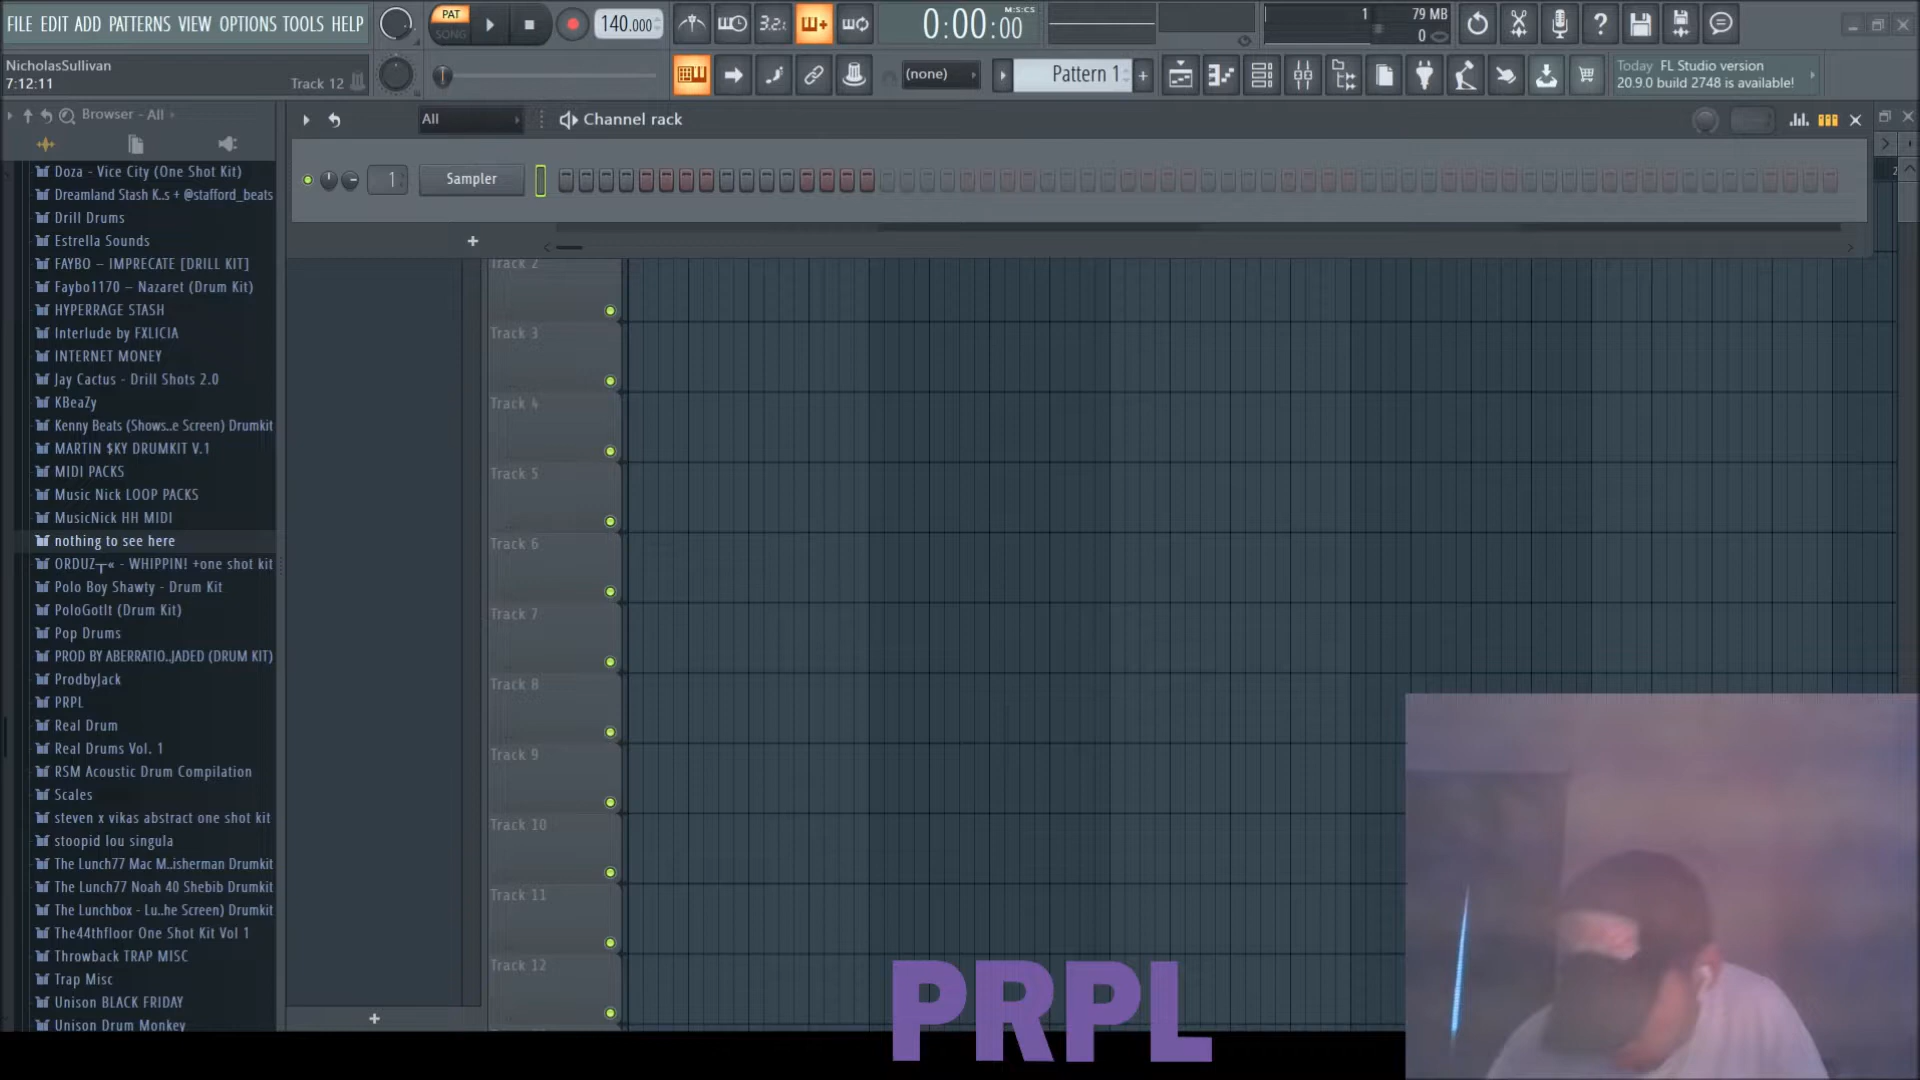 FILE EDIT ADD PATTERNS VIEW OPTIONS TOOLS HELP
PAT
SONG
140.000
3.2.
0:00:00
M:S:CS
1
79 MB
0
NicholasSullivan
7:12:11
Track 12
(none)
Pattern 1
Today FL Studio version
20.9.0 build 2748 is available!
Browser - All
All
Channel rack
1
Sampler
2
Doza - Vice City (One Shot Kit)
Dreamland Stash K..s + @stafford_beats
Drill Drums
Estrella Sounds
FAYBO – IMPRECATE [DRILL KIT]
Faybo1170 – Nazaret (Drum Kit)
HYPERRAGE STASH
Interlude by FXLICIA
INTERNET MONEY
Jay Cactus - Drill Shots 2.0
KBeaZy
Kenny Beats (Shows..e Screen) Drumkit
MARTIN $KY DRUMKIT V.1
MIDI PACKS
Music Nick LOOP PACKS
MusicNick HH MIDI
nothing to see here
ORDUZ┬« - WHIPPIN! +one shot kit
Polo Boy Shawty - Drum Kit
PoloGotIt (Drum Kit)
Pop Drums
PROD BY ABERRATIO..JADED (DRUM KIT)
ProdbyJack
PRPL
Real Drum
Real Drums Vol. 1
RSM Acoustic Drum Compilation
Scales
steven x vikas abstract one shot kit
stoopid lou singula
The Lunch77 Mac M..isherman Drumkit
The Lunch77 Noah 40 Shebib Drumkit
The Lunchbox - Lu..he Screen) Drumkit
The44thfloor One Shot Kit Vol 1
Throwback TRAP MISC
Trap Misc
Unison BLACK FRIDAY
Unison Drum Monkey
Track 2
Track 3
Track 4
Track 5
Track 6
Track 7
Track 8
Track 9
Track 10
Track 11
Track 12
PRPL